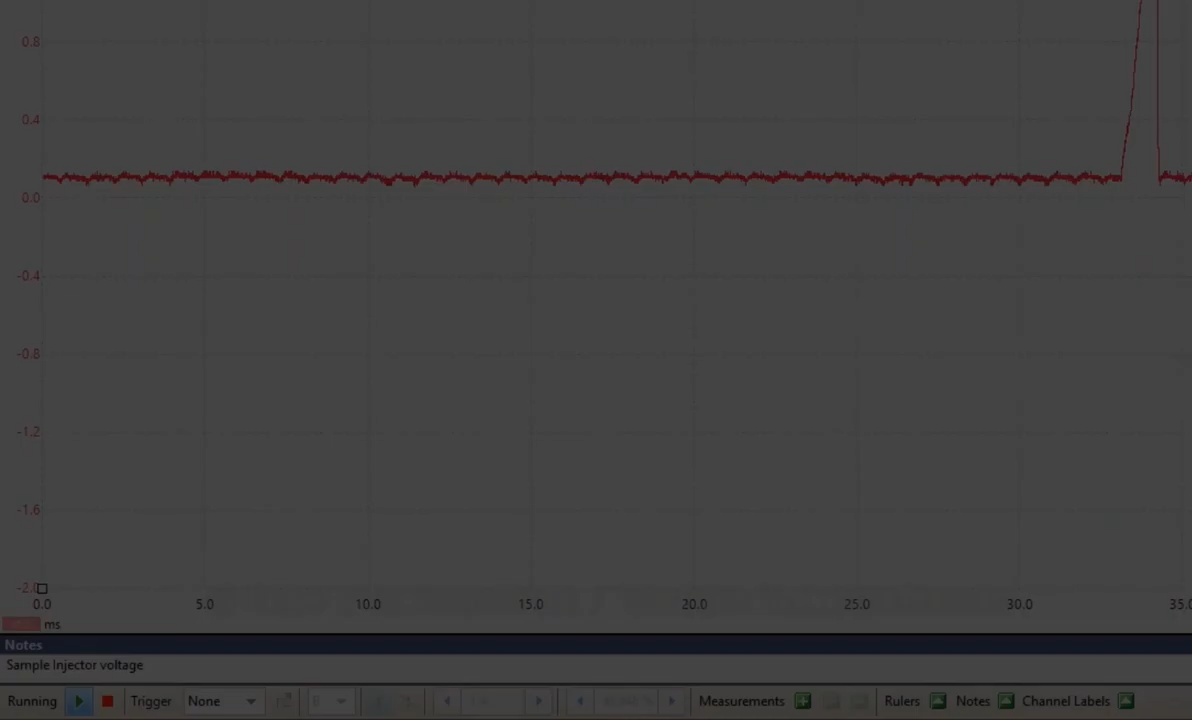 0.8
0.4
0.0
-0.4
-0.8
-1.2
-1.6
-2.0
0.0 5.0 10.0 15.0 20.0 25.0 30.0 35.0
ms
Notes
Sample Injector voltage
Running Trigger None Measurements Rulers Notes Channel Labels